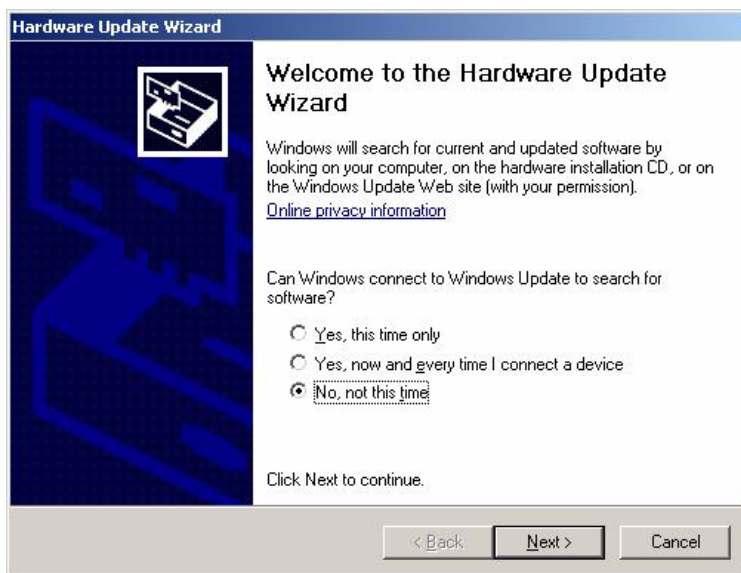 Hardware Update Wizard
Welcome to the Hardware Update
Wizard
Windows will search for current and updated software by
looking on your computer, on the hardware installation CD, or on
the Windows Update Web site (with your permission).
Online privacy information
Can Windows connect to Windows Update to search for
software?
Yes, this time only
Yes, now and every time I connect a device
No, not this time
Click Next to continue.
< Back Next > Cancel